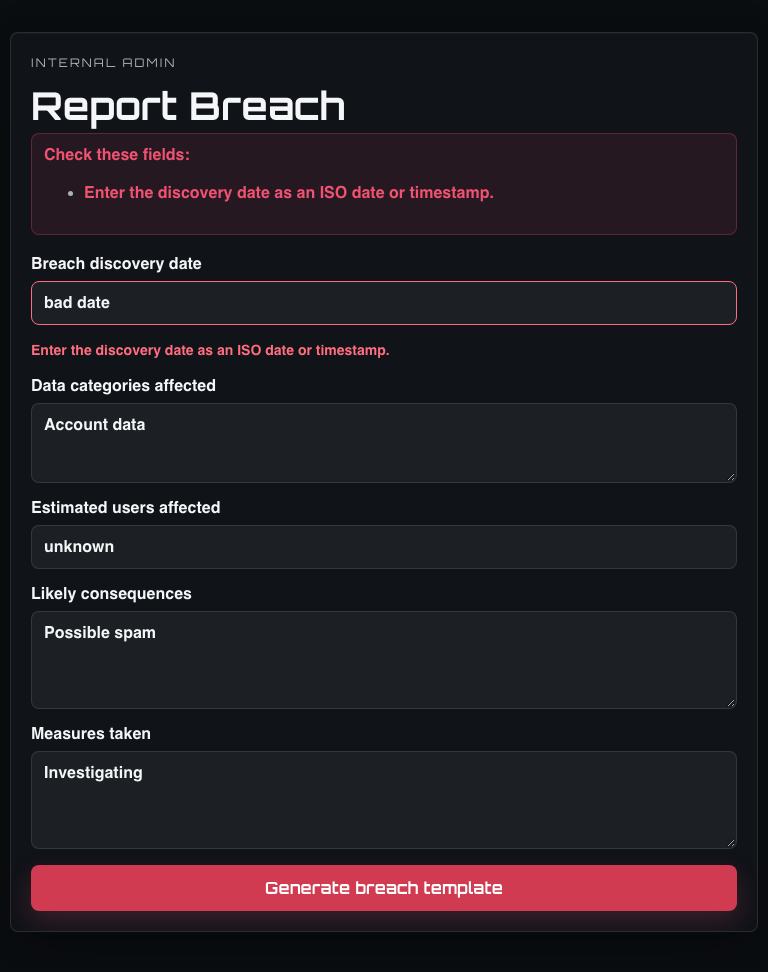 INTERNAL ADMIN
Report Breach
Check these fields:
Enter the discovery date as an ISO date or timestamp.
Breach discovery date
bad date
Enter the discovery date as an ISO date or timestamp.
Data categories affected
Account data
Estimated users affected
unknown
Likely consequences
Possible spam
Measures taken
Investigating
Generate breach template